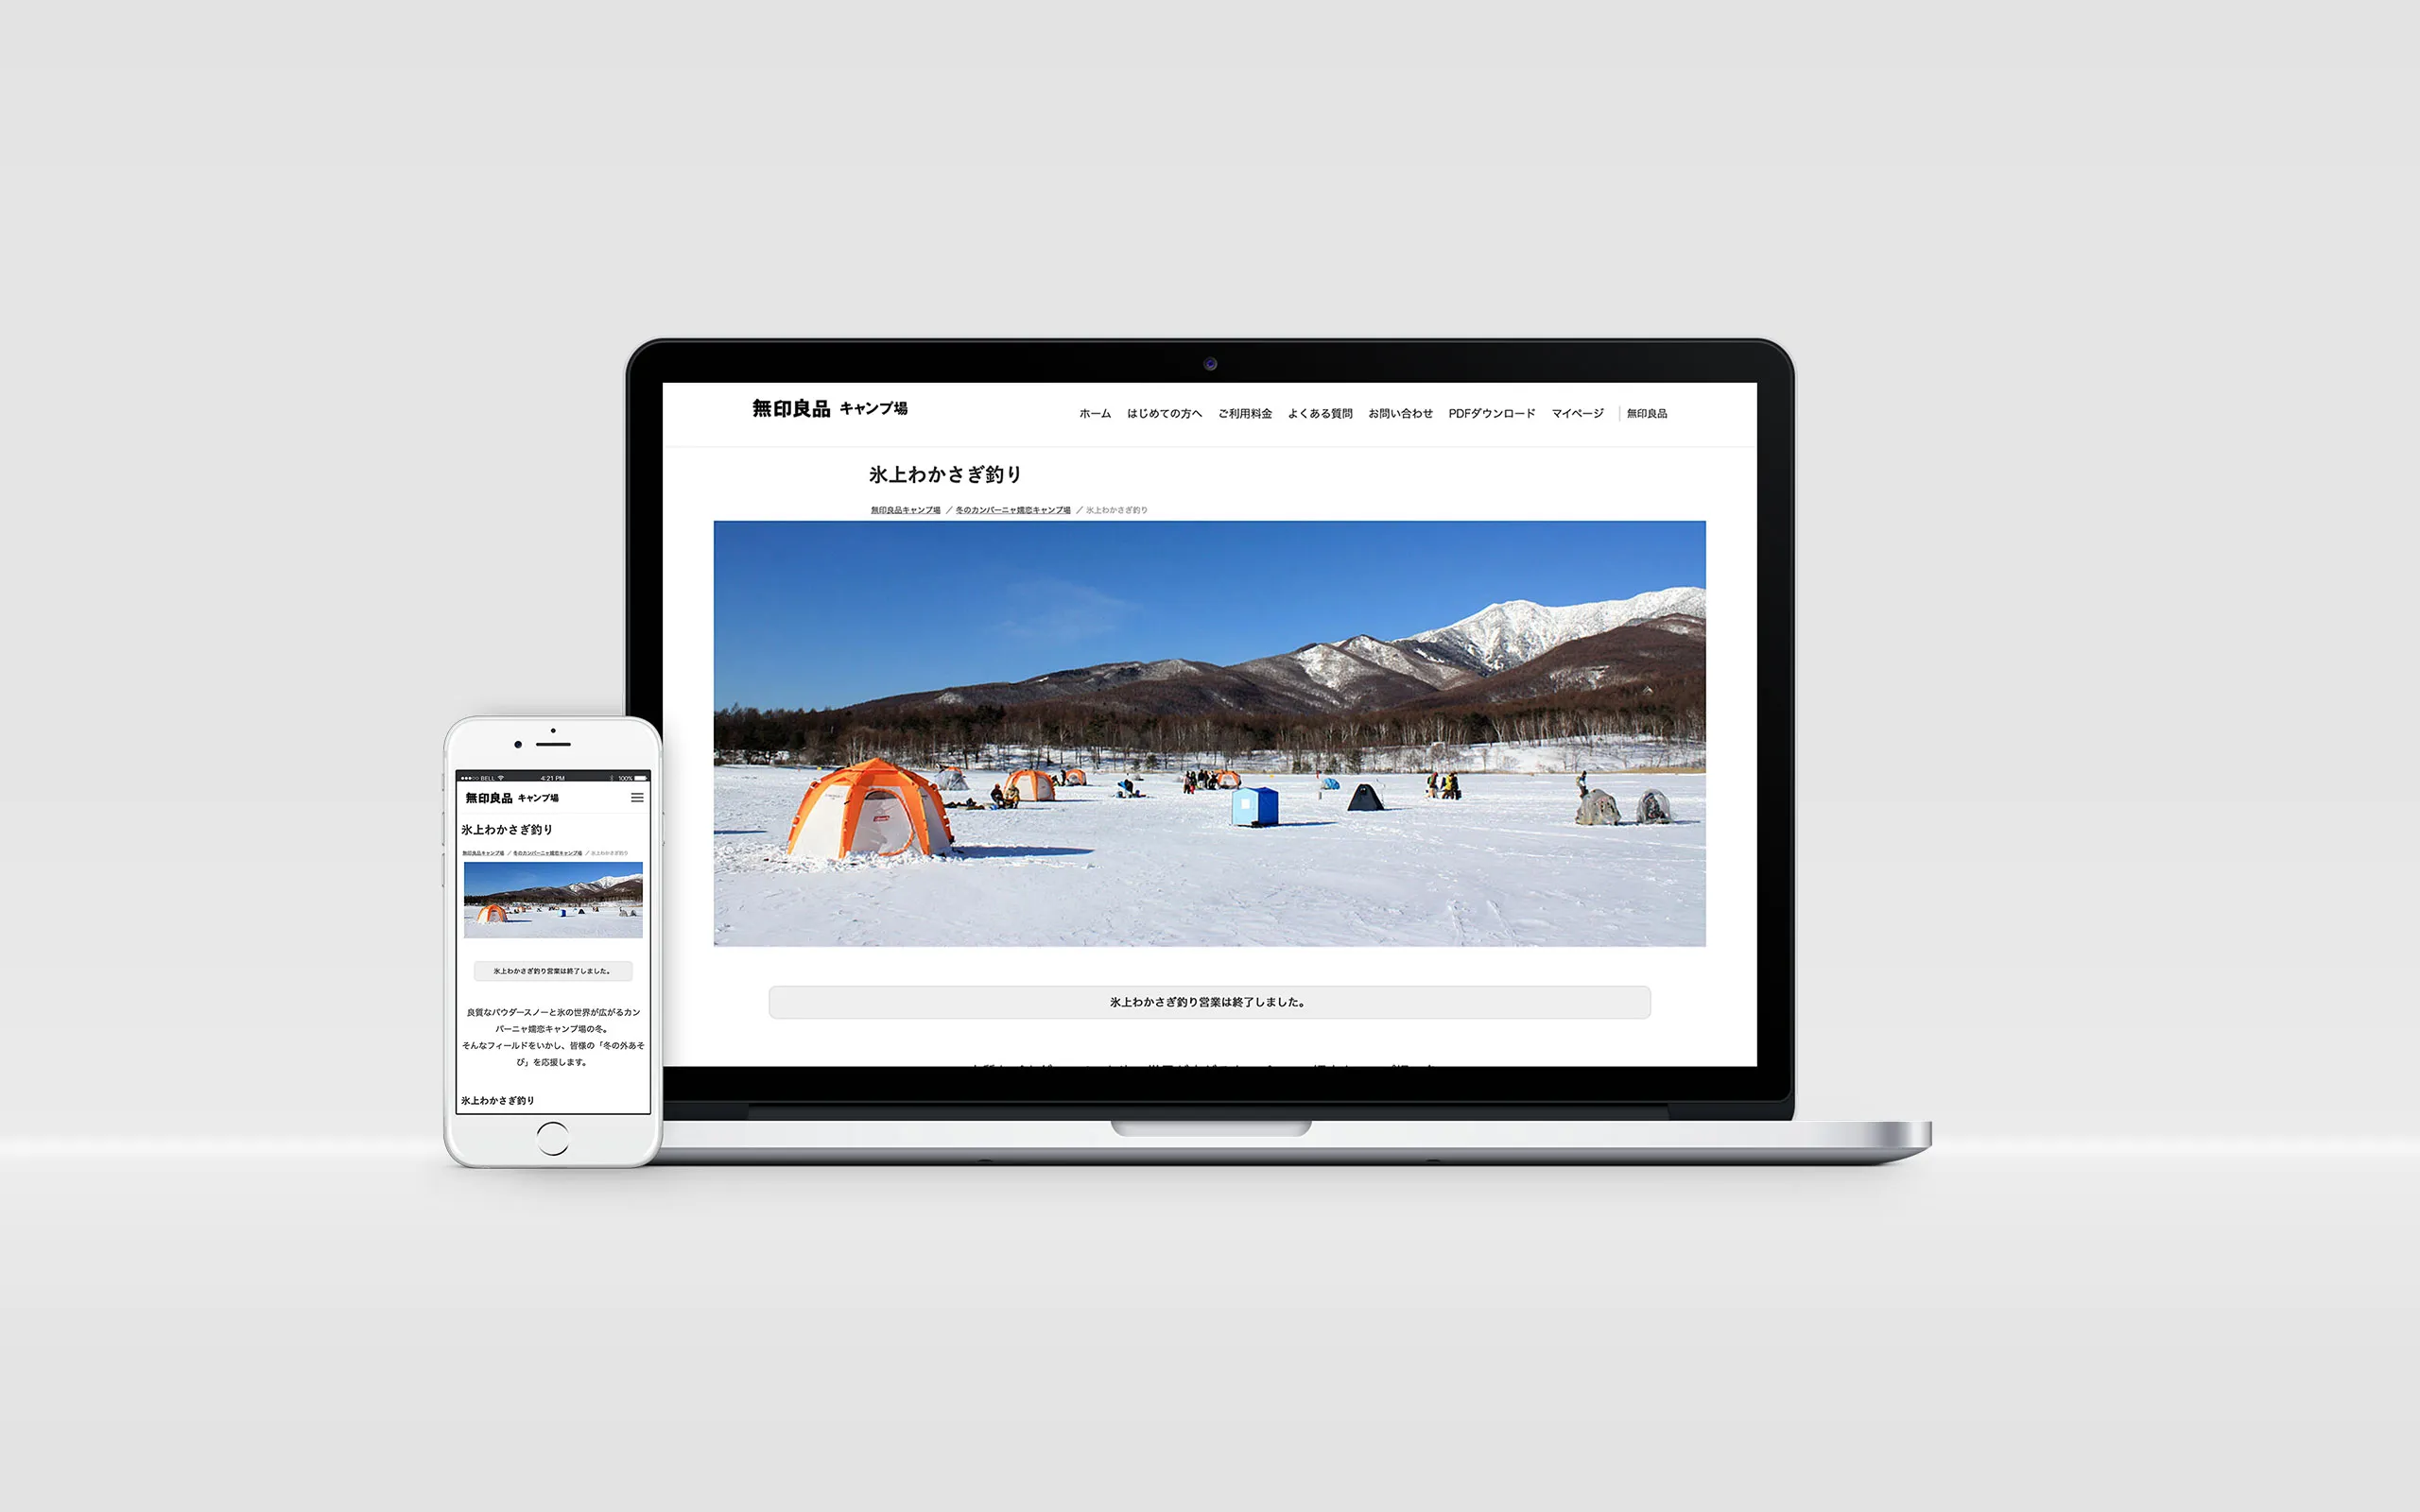 無印良品 キャンプ場
ホーム はじめての方へ ご利用料金 よくある質問 お問い合わせ PDFダウンロード マイページ 無印良品
氷上わかさぎ釣り
無印良品キャンプ場 / 冬のカンパーニャ嬬恋キャンプ場 / 氷上わかさぎ釣り
氷上わかさぎ釣り営業は終了しました。
BELL 4:21 PM 100%
無印良品 キャンプ場
氷上わかさぎ釣り
無印良品キャンプ場 / 冬のカンパーニャ嬬恋キャンプ場 / 氷上わかさぎ釣り
氷上わかさぎ釣り営業は終了しました。
良質なパウダースノーと氷の世界が広がるカン
パーニャ嬬恋キャンプ場の冬。
そんなフィールドをいかし、皆様の「冬の外あそ
び」を応援します。
氷上わかさぎ釣り